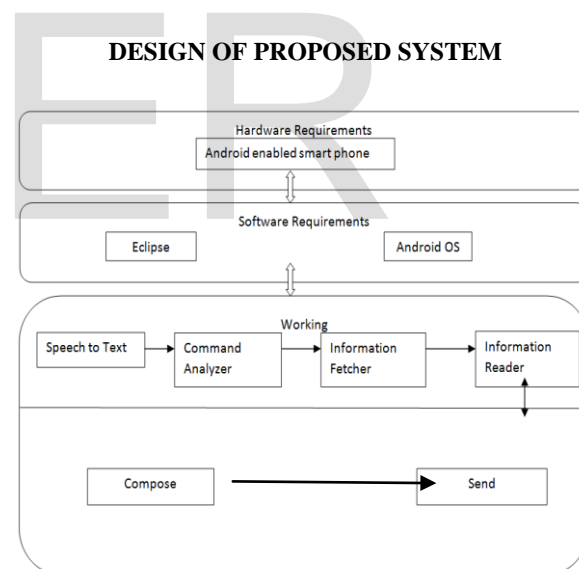 DESIGN OF PROPOSED SYSTEM
ER
Hardware Requirements
Android enabled smart phone
Software Requirements
Eclipse
Android OS
Working
Speech to Text
Command
Analyzer
Information
Fetcher
Information
Reader
Compose
Send